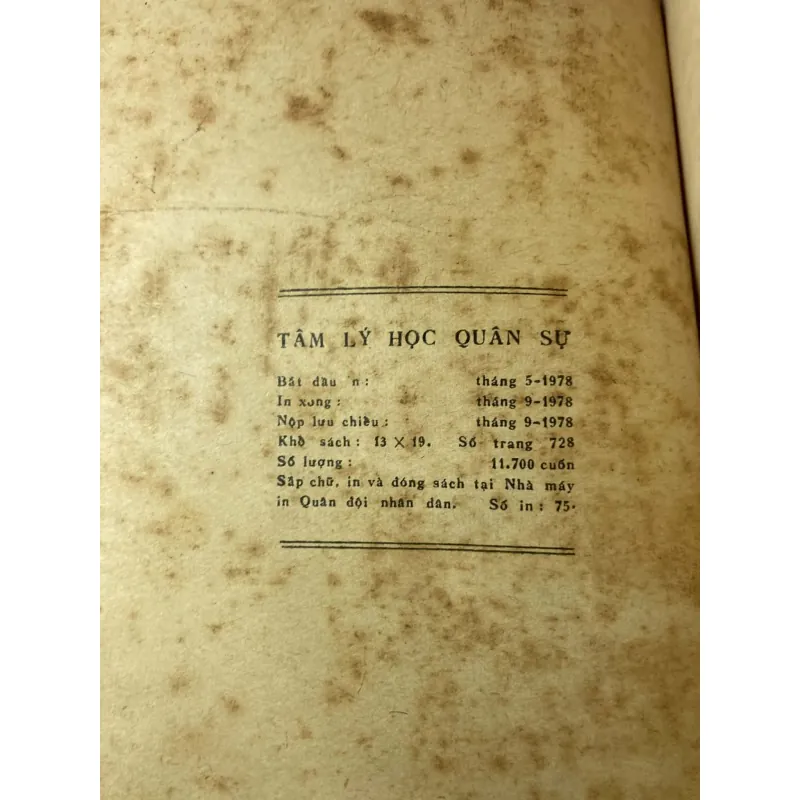 TÂM LÝ HỌC QUÂN SỰ
Bắt đầu in: tháng 5-1978
In xong: tháng 9-1978
Nộp lưu chiểu: tháng 9-1978
Khổ sách: 13 × 19. Số trang 728
Số lượng: 11.700 cuốn
Sắp chữ, in và đóng sách tại Nhà máy
in Quân đội nhân dân. Số in: 75.